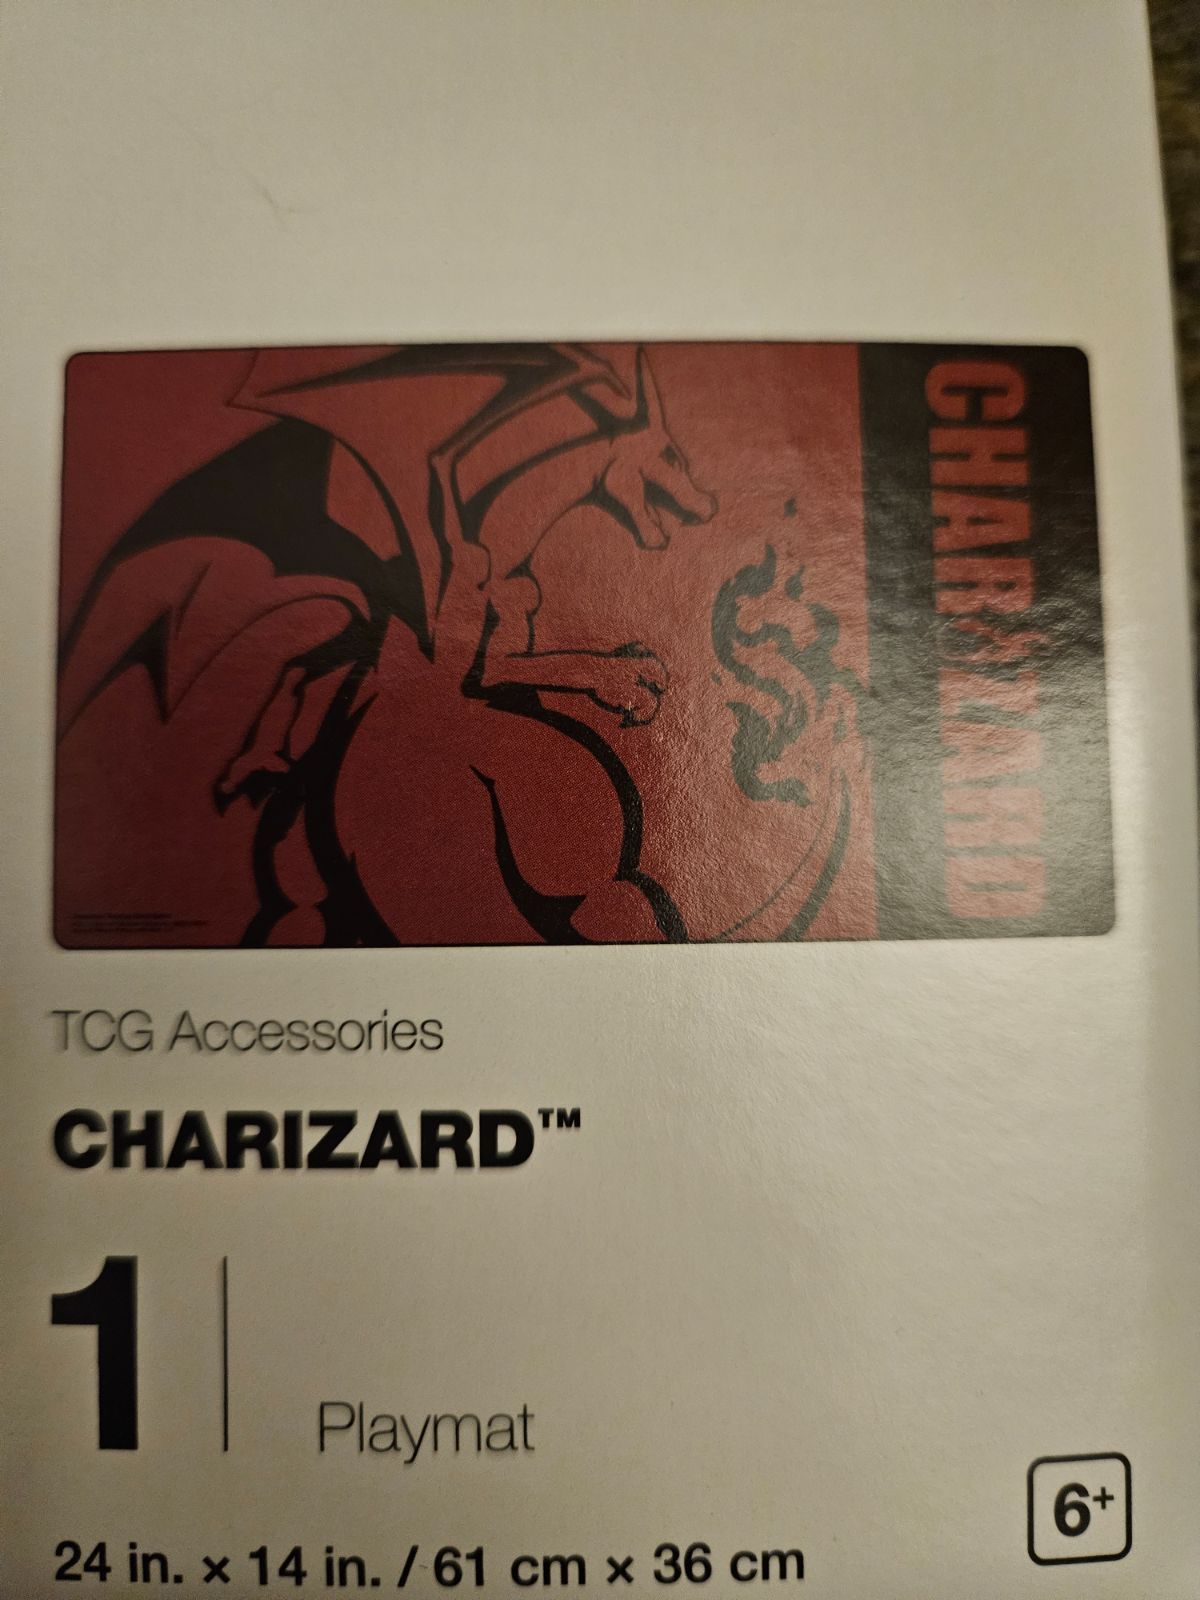 CHARIZARD
TCG Accessories
CHARIZARD™
1
Playmat
6+
24 in. × 14 in. / 61 cm × 36 cm